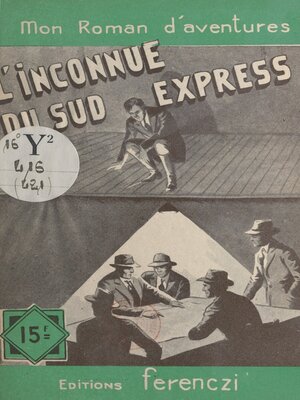 Mon Roman d'aventures
L'INCONNUE
DU SUD EXPRESS
16°
Y²
416
(421)
15F
EDITIONS ferenczi